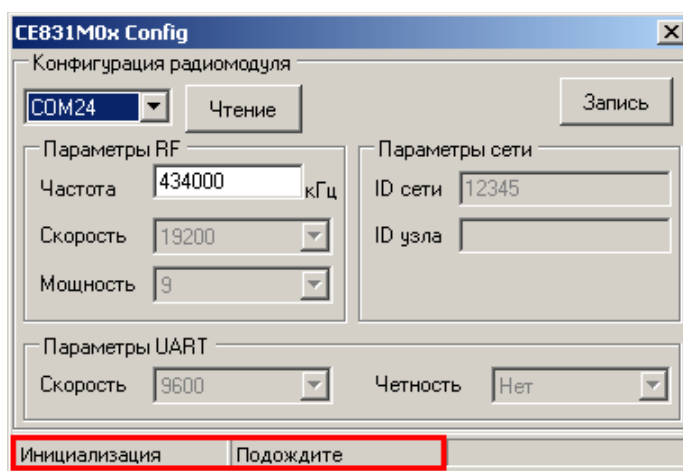 CE831M0x Config
Конфигурация радиомодуля
COM24 Чтение Запись
Параметры RF Параметры сети
Частота 434000 кГц ID сети 12345
Скорость 19200 ID узла
Мощность 9
Параметры UART
Скорость 9600 Четность Нет
Инициализация Подождите